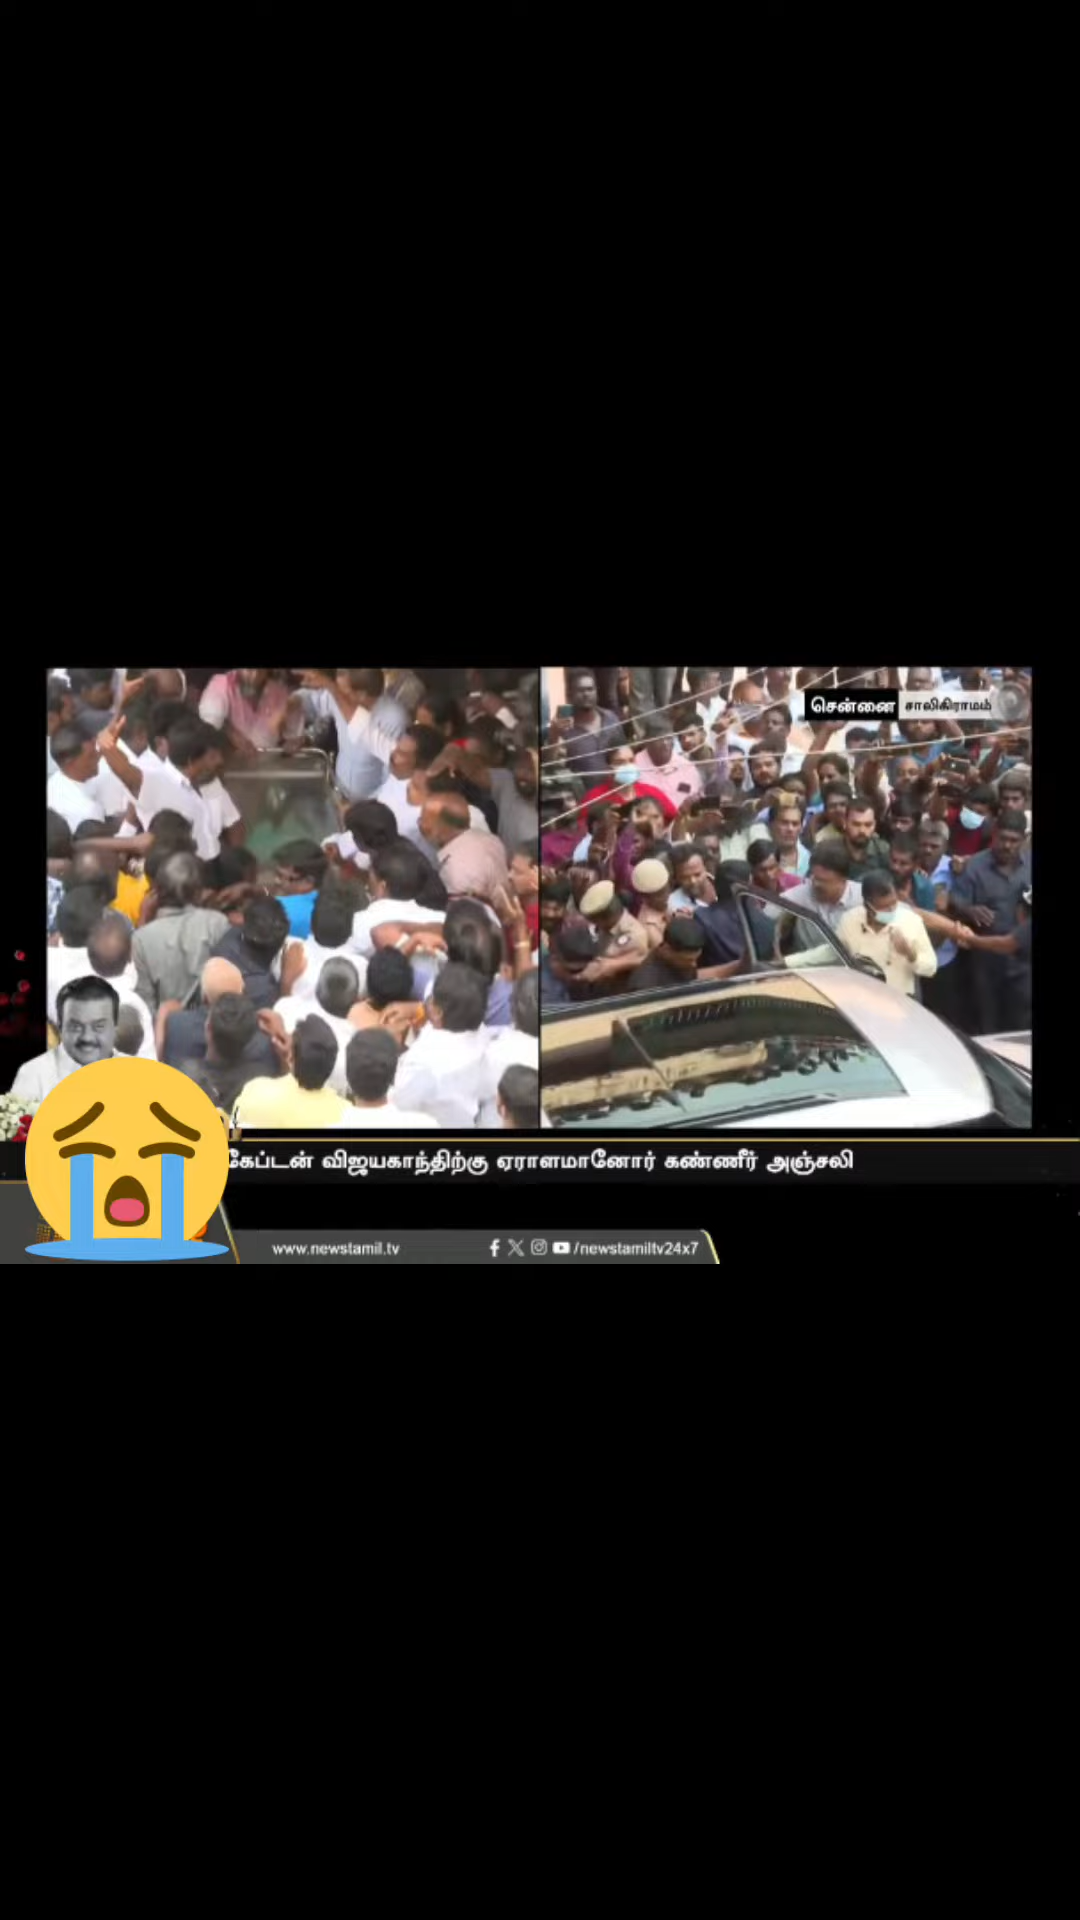 சென்னை சாலிகிராமம்
கேப்டன் விஜயகாந்திற்கு ஏராளமானோர் கண்ணீர் அஞ்சலி
www.newstamil.tv /newstamiltv24x7